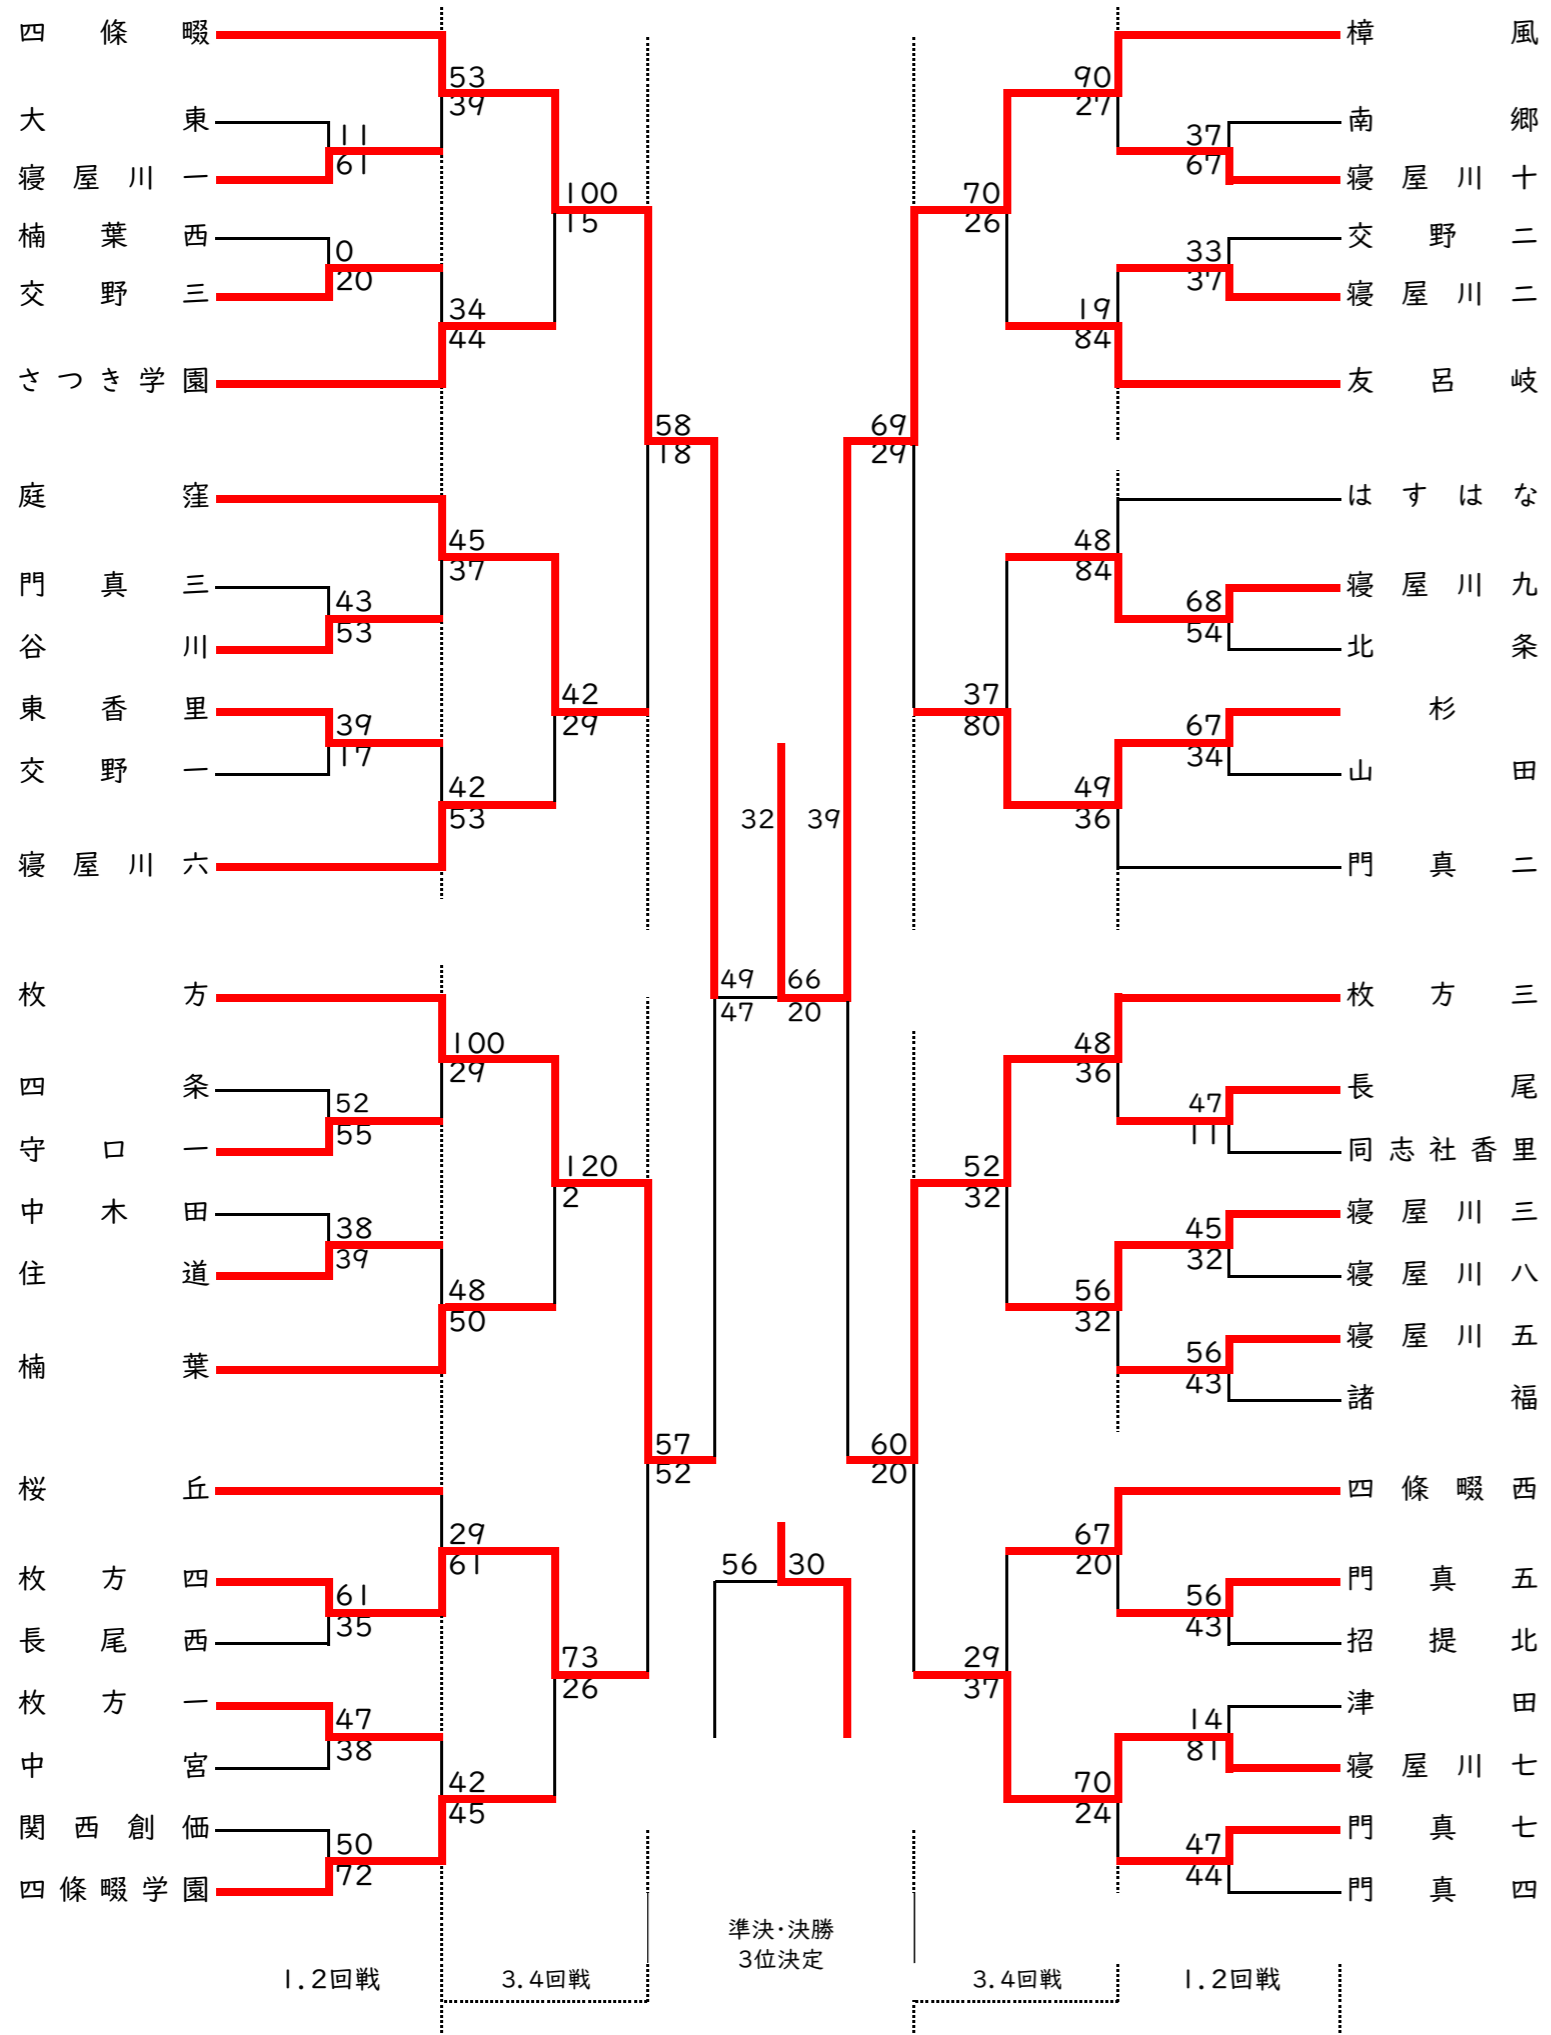 四條畷
大東
寝屋川一
楠葉西
交野三
さつき学園
庭窪
門真三
谷川
東香里
交野一
寝屋川六
枚方
四条
守口一
中木田
住道
楠葉
桜丘
枚方四
長尾西
枚方一
中宮
関西創価
四條畷学園
11
61
0
20
43
53
39
17
52
55
38
39
61
35
47
38
50
72
53
39
34
44
45
37
42
53
100
29
48
50
29
61
42
45
100
15
42
29
120
2
73
26
58
18
57
52
49
47
32
39
66
20
56
30
69
29
60
20
70
26
37
80
52
32
29
37
90
27
19
84
48
84
49
36
48
36
56
32
67
20
70
24
37
67
33
37
68
54
67
34
47
11
45
32
56
43
56
43
14
81
47
44
樟風
南郷
寝屋川十
交野二
寝屋川二
友呂岐
はすはな
寝屋川九
北条
杉
山田
門真二
枚方三
長尾
同志社香里
寝屋川三
寝屋川八
寝屋川五
諸福
四條畷西
門真五
招提北
津田
寝屋川七
門真七
門真四
1.2回戦
3.4回戦
準決・決勝
3位決定
3.4回戦
1.2回戦